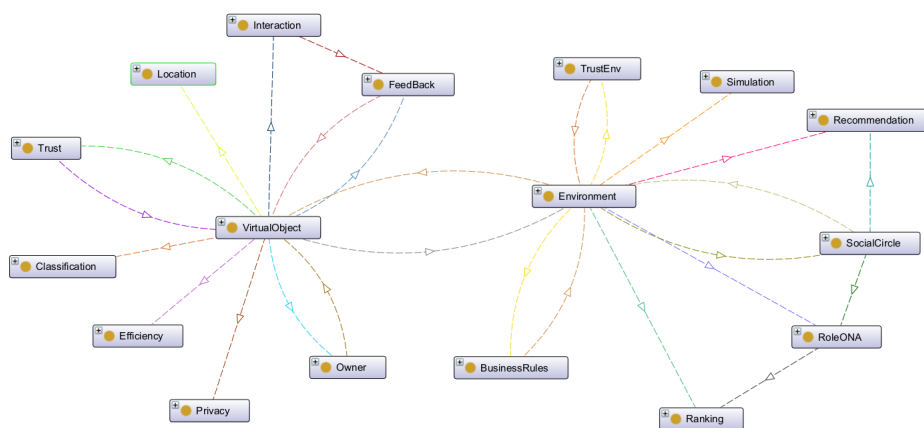 Interaction
Location
FeedBack
TrustEnv
Simulation
Recommendation
Trust
Environment
VirtualObject
SocialCircle
Classification
Efficiency
RoleONA
Owner
BusinessRules
Privacy
Ranking